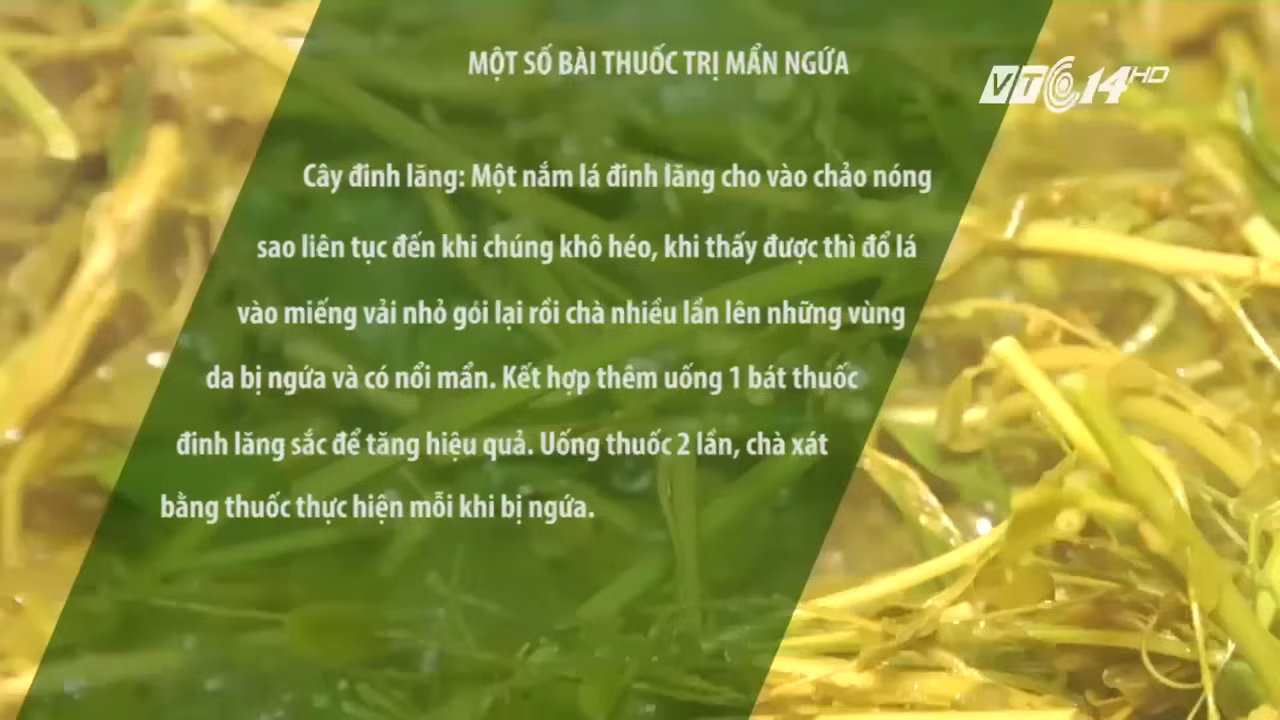 MỘT SỐ BÀI THUỐC TRỊ MẨN NGỨA
VTC14 HD
Cây đinh lăng: Một nắm lá đinh lăng cho vào chảo nóng
sao liên tục đến khi chúng khô héo, khi thấy được thì đổ lá
vào miếng vải nhỏ gói lại rồi chà nhiều lẩn lên những vùng
da bị ngứa và có nổi mẩn. Kết hợp thêm uống 1 bát thuốc
đinh lăng sắc để tăng hiệu quả. Uống thuốc 2 lần, chà xát
bằng thuốc thực hiện mỗi khi bị ngứa.